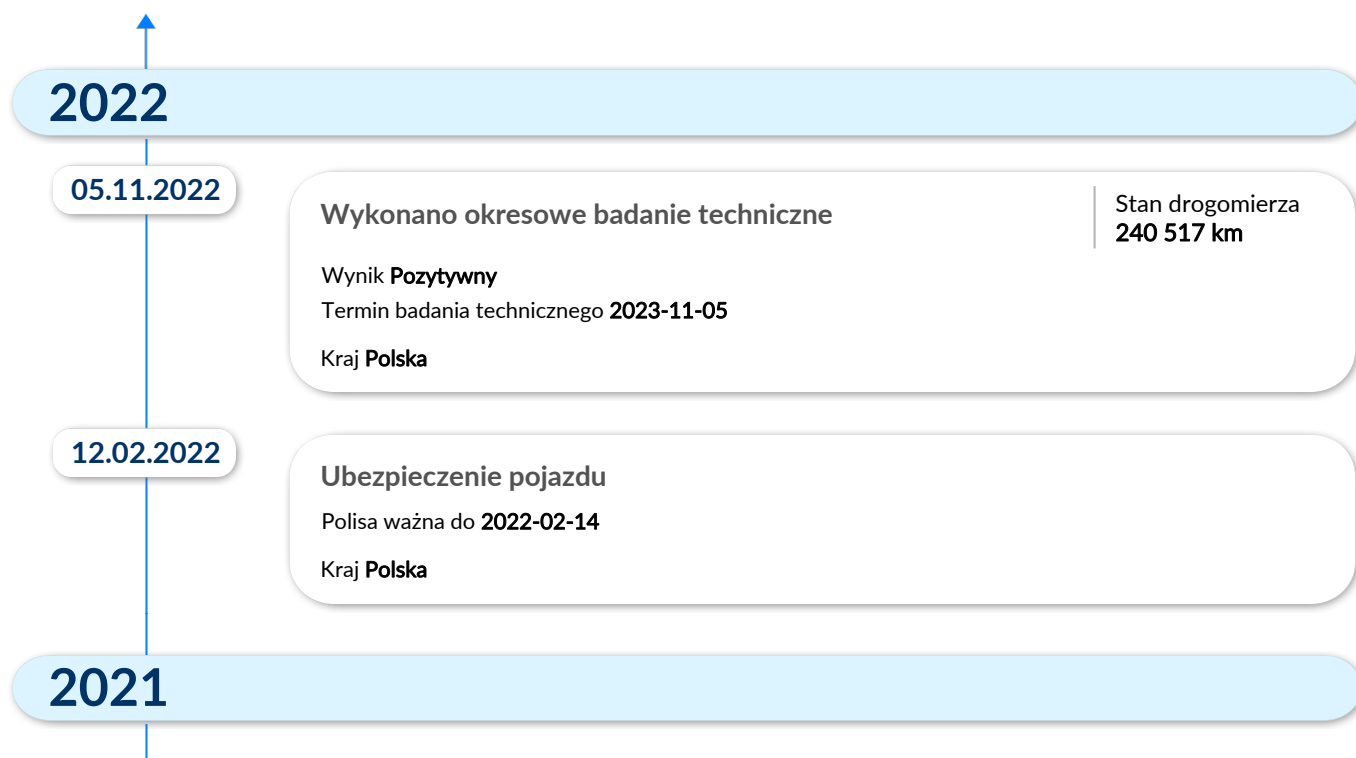 2022
05.11.2022
Wykonano okresowe badanie techniczne
Stan drogomierza
240 517 km
Wynik Pozytywny
Termin badania technicznego 2023-11-05
Kraj Polska
12.02.2022
Ubezpieczenie pojazdu
Polisa ważna do 2022-02-14
Kraj Polska
2021